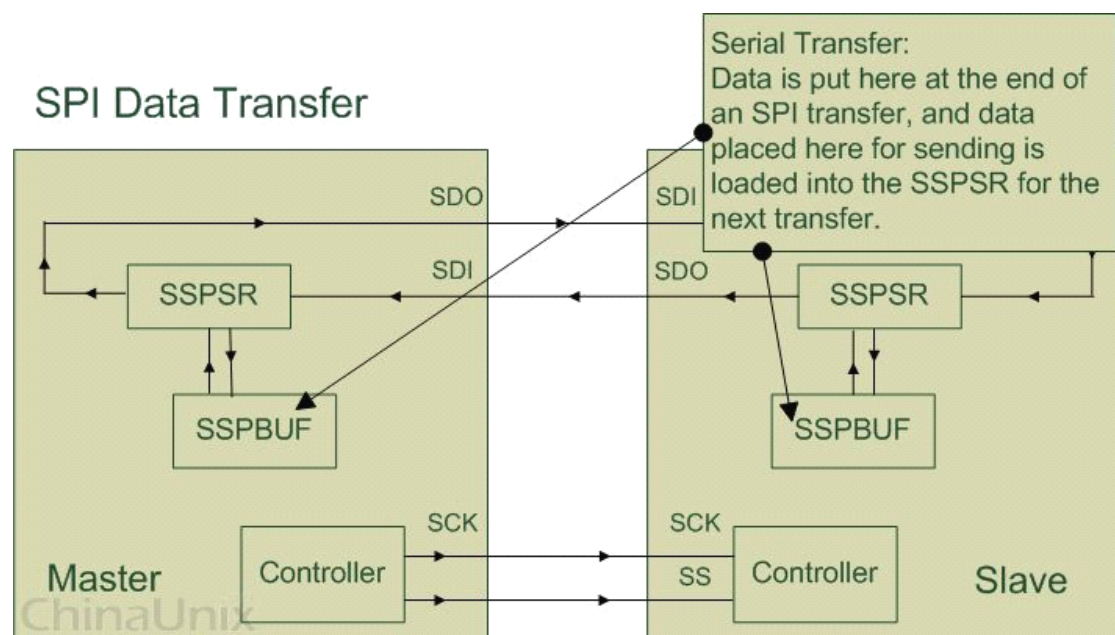 Serial Transfer:
Data is put here at the end of
an SPI transfer, and data
placed here for sending is
loaded into the SSPSR for the
next transfer.
SPI Data Transfer
SDO
SDI
SDI
SDO
SSPSR
SSPSR
SSPBUF
SSPBUF
SCK
SCK
Controller
SS
Controller
Master
Slave
ChinaUnix